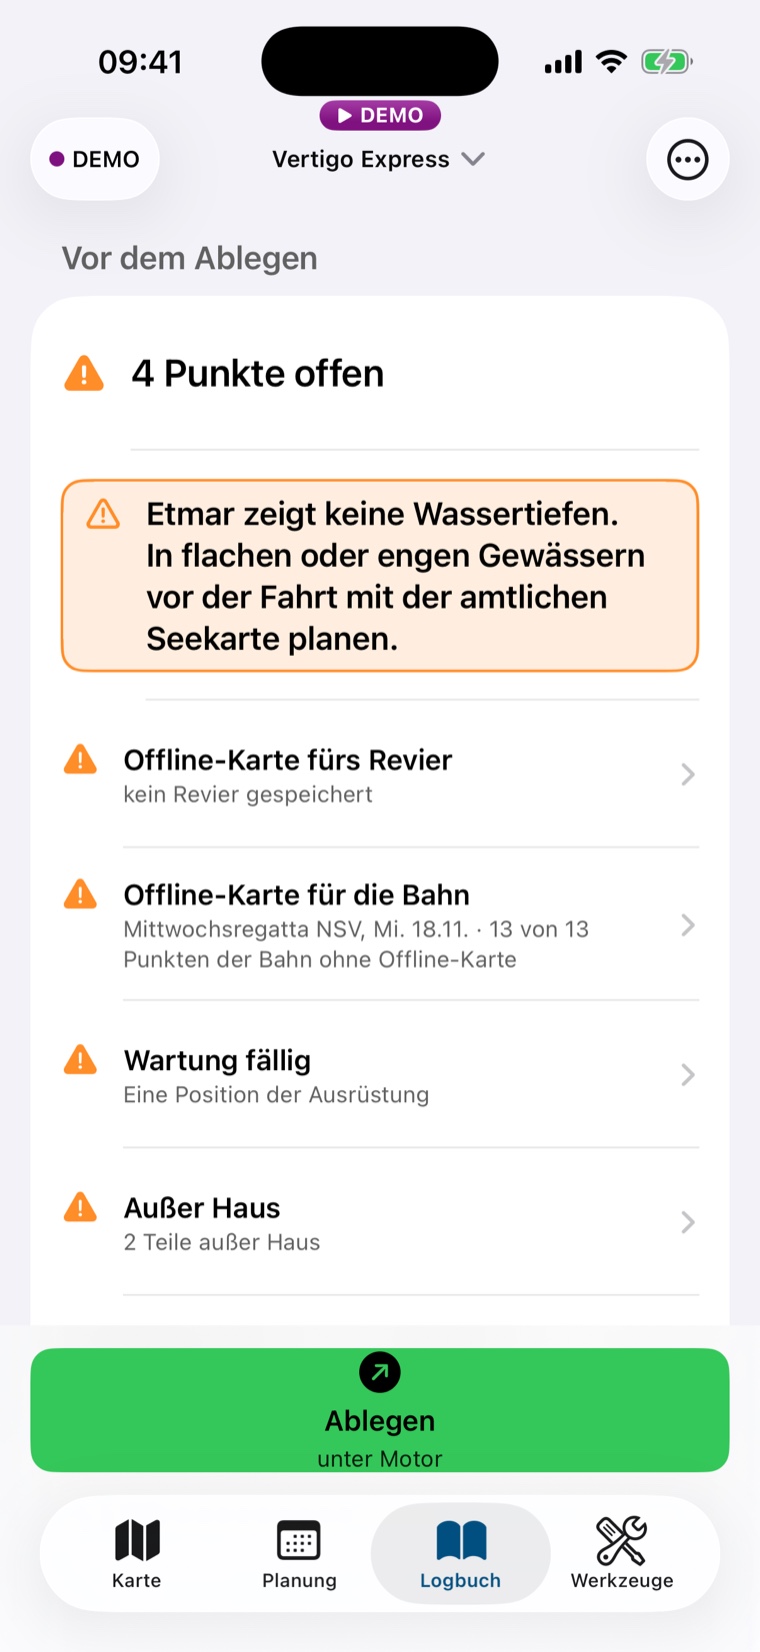 09:41
DEMO
DEMO
Vertigo Express
Vor dem Ablegen
4 Punkte offen
Etmar zeigt keine Wassertiefen.
In flachen oder engen Gewässern
vor der Fahrt mit der amtlichen
Seekarte planen.
Offline-Karte fürs Revier
kein Revier gespeichert
Offline-Karte für die Bahn
Mittwochsregatta NSV, Mi. 18.11. · 13 von 13
Punkten der Bahn ohne Offline-Karte
Wartung fällig
Eine Position der Ausrüstung
Außer Haus
2 Teile außer Haus
Ablegen
unter Motor
Karte
Planung
Logbuch
Werkzeuge